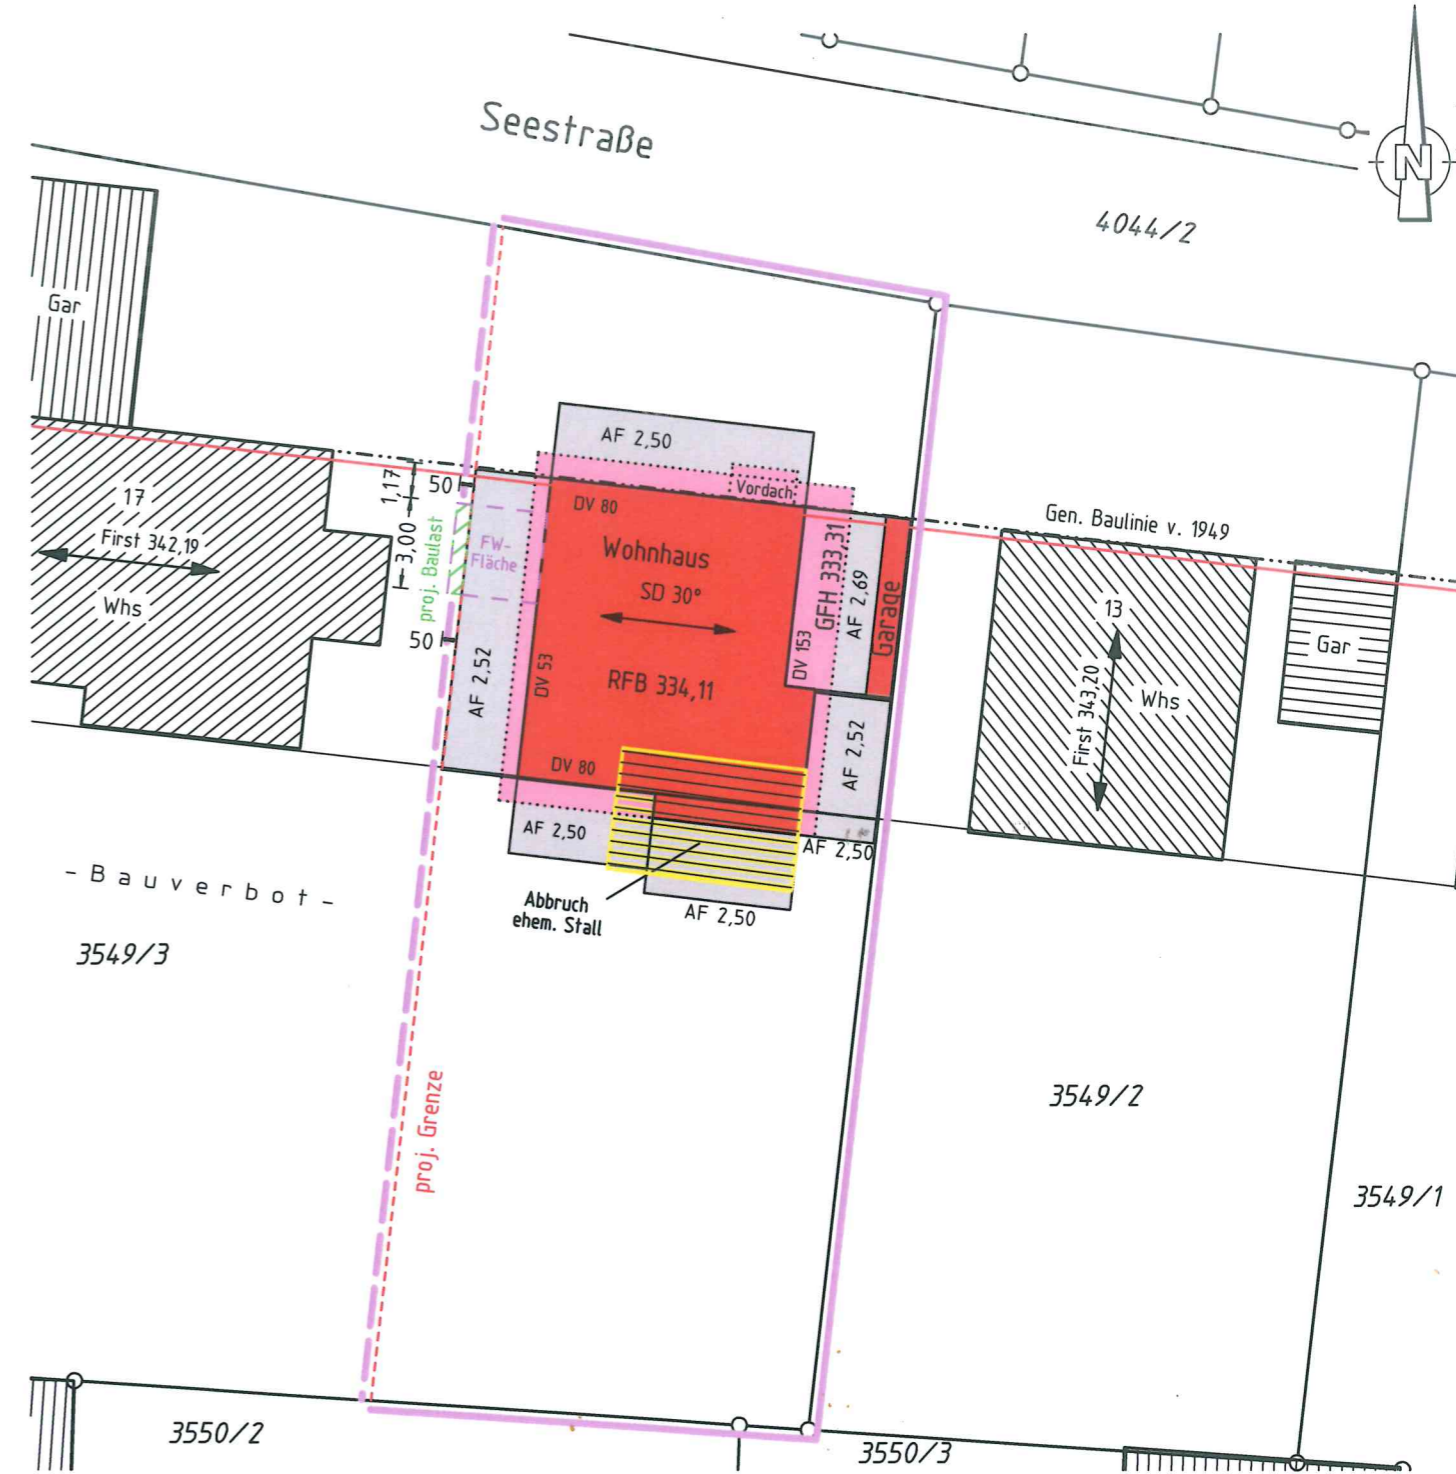 Seestraße
N
4044/2
Gar
AF 2,50
17
First 342,19
Whs
1,17
3,00
50
50
proj. Baulast
FW-
Fläche
AF 2,52
DV 80
Vordach
Wohnhaus
SD 30°
RFB 334,11
DV 53
DV 153
GFH 333,31
AF 2,69
Garage
AF 2,52
DV 80
AF 2,50
AF 2,50
AF 2,50
Abbruch
ehem. Stall
Gen. Baulinie v. 1949
13
First 343,20
Whs
Gar
-Bauverbot-
3549/3
proj. Grenze
3549/2
3549/1
3550/2
3550/3